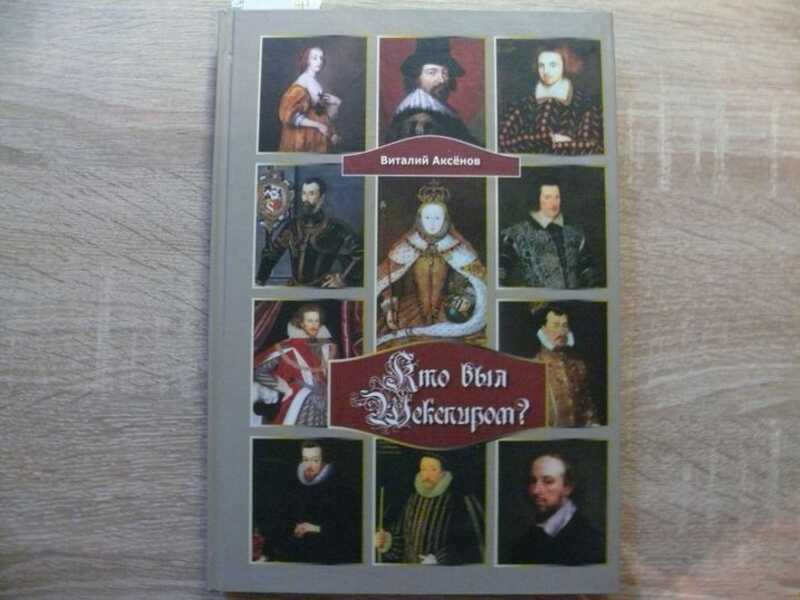 Виталий Аксёнов
Кто был
Шекспиром?